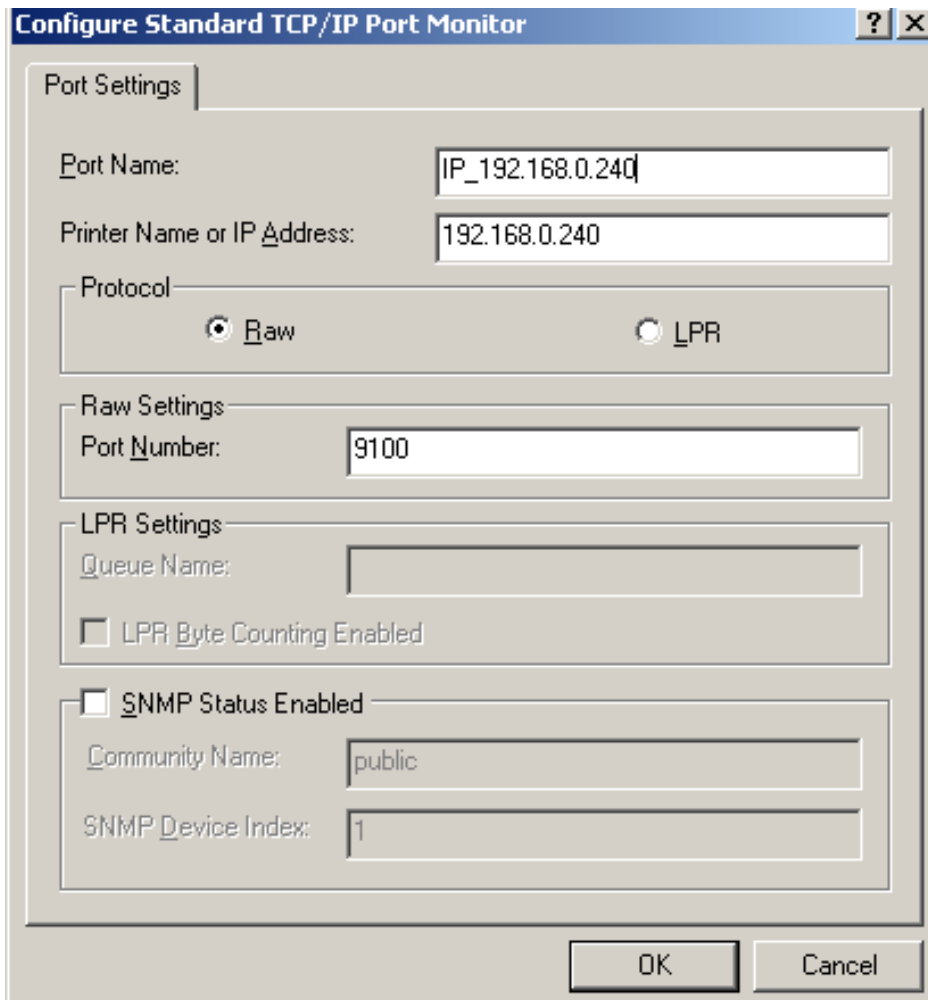 Configure Standard TCP/IP Port Monitor
Port Settings
Port Name: IP_192.168.0.240
Printer Name or IP Address: 192.168.0.240
Protocol
Raw LPR
Raw Settings
Port Number: 9100
LPR Settings
Queue Name:
LPR Byte Counting Enabled
SNMP Status Enabled
Community Name: public
SNMP Device Index: 1
OK Cancel